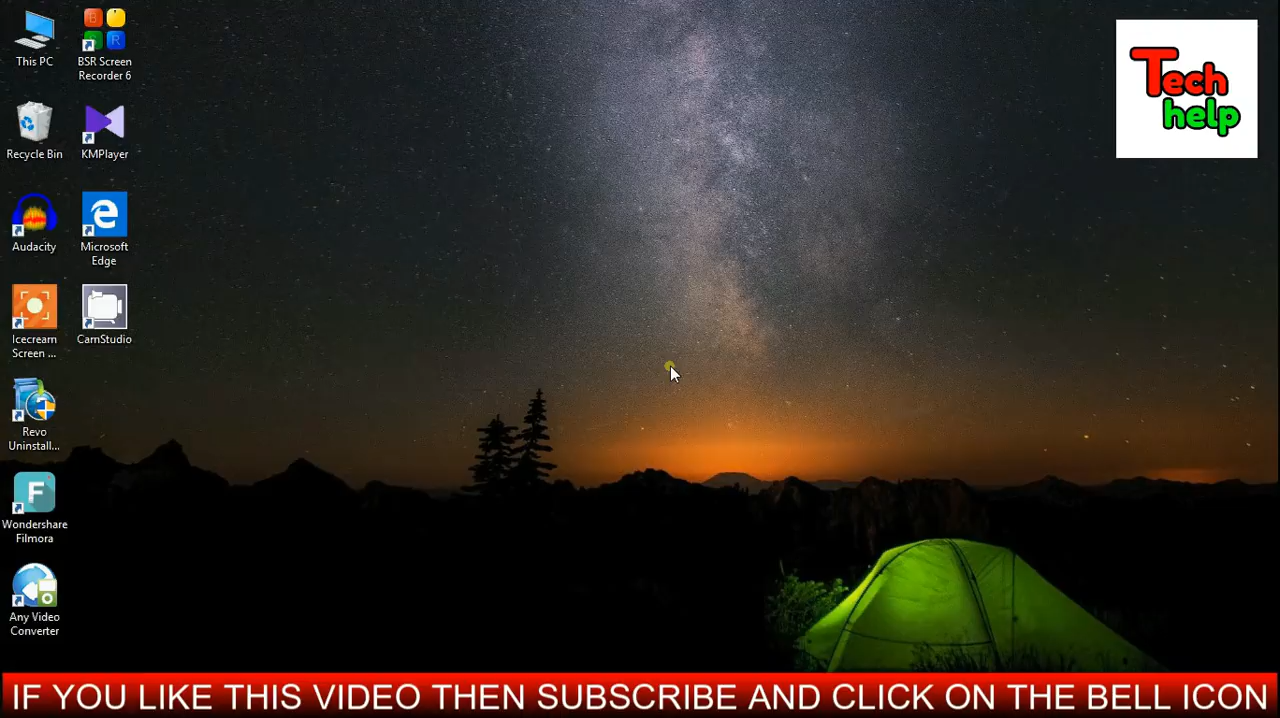 This PC
BSR Screen
Recorder 6
Recycle Bin
KMPlayer
Audacity
Microsoft
Edge
Icecream
Screen ...
CamStudio
Revo
Uninstall...
F
Wondershare
Filmora
Any Video
Converter
Tech
help
IF YOU LIKE THIS VIDEO THEN SUBSCRIBE AND CLICK ON THE BELL ICON